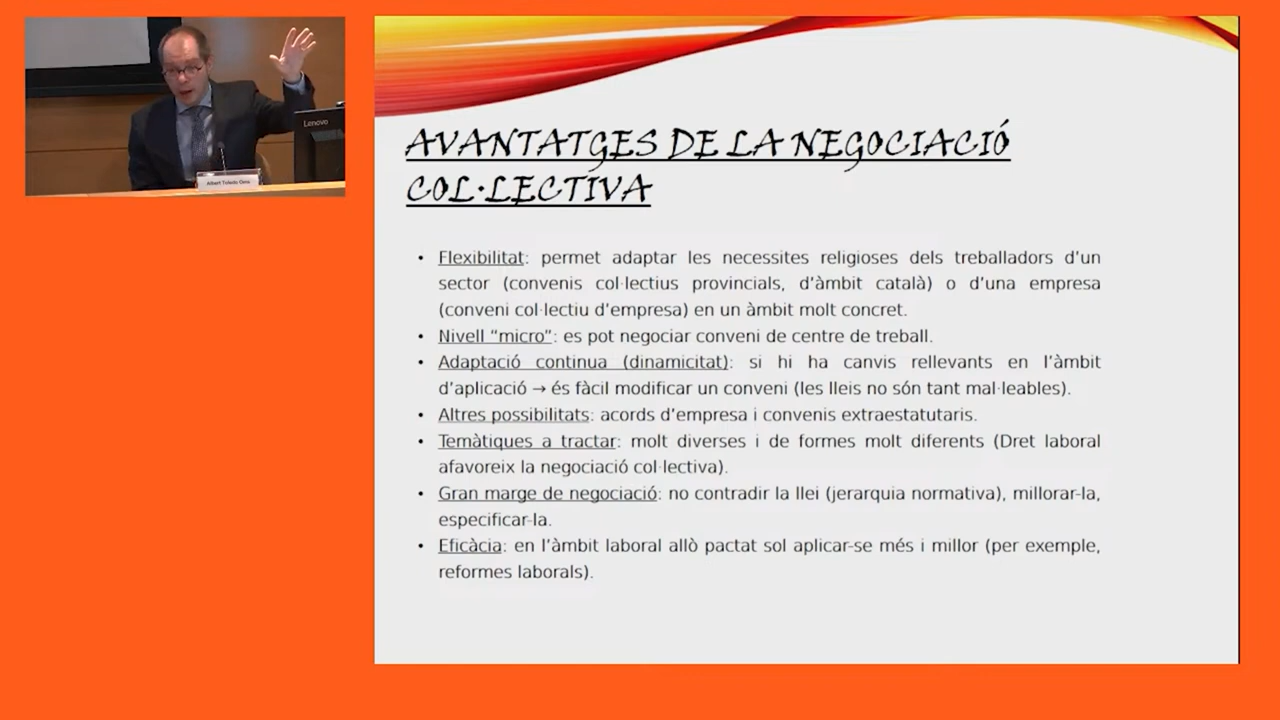 Lenovo
Albert Toledo Oms
AVANTATGES DE LA NEGOCIACIÓ
COL·LECTIVA
• Flexibilitat: permet adaptar les necessites religioses dels treballadors d’un
sector (convenis col·lectius provincials, d’àmbit català) o d’una empresa
(conveni col·lectiu d’empresa) en un àmbit molt concret.
• Nivell “micro”: es pot negociar conveni de centre de treball.
• Adaptació continua (dinamicitat): si hi ha canvis rellevants en l’àmbit
d’aplicació → és fàcil modificar un conveni (les lleis no són tant mal·leables).
• Altres possibilitats: acords d’empresa i convenis extraestatutaris.
• Temàtiques a tractar: molt diverses i de formes molt diferents (Dret laboral
afavoreix la negociació col·lectiva).
• Gran marge de negociació: no contradir la llei (jerarquia normativa), millorar-la,
especificar-la.
• Eficàcia: en l’àmbit laboral allò pactat sol aplicar-se més i millor (per exemple,
reformes laborals).